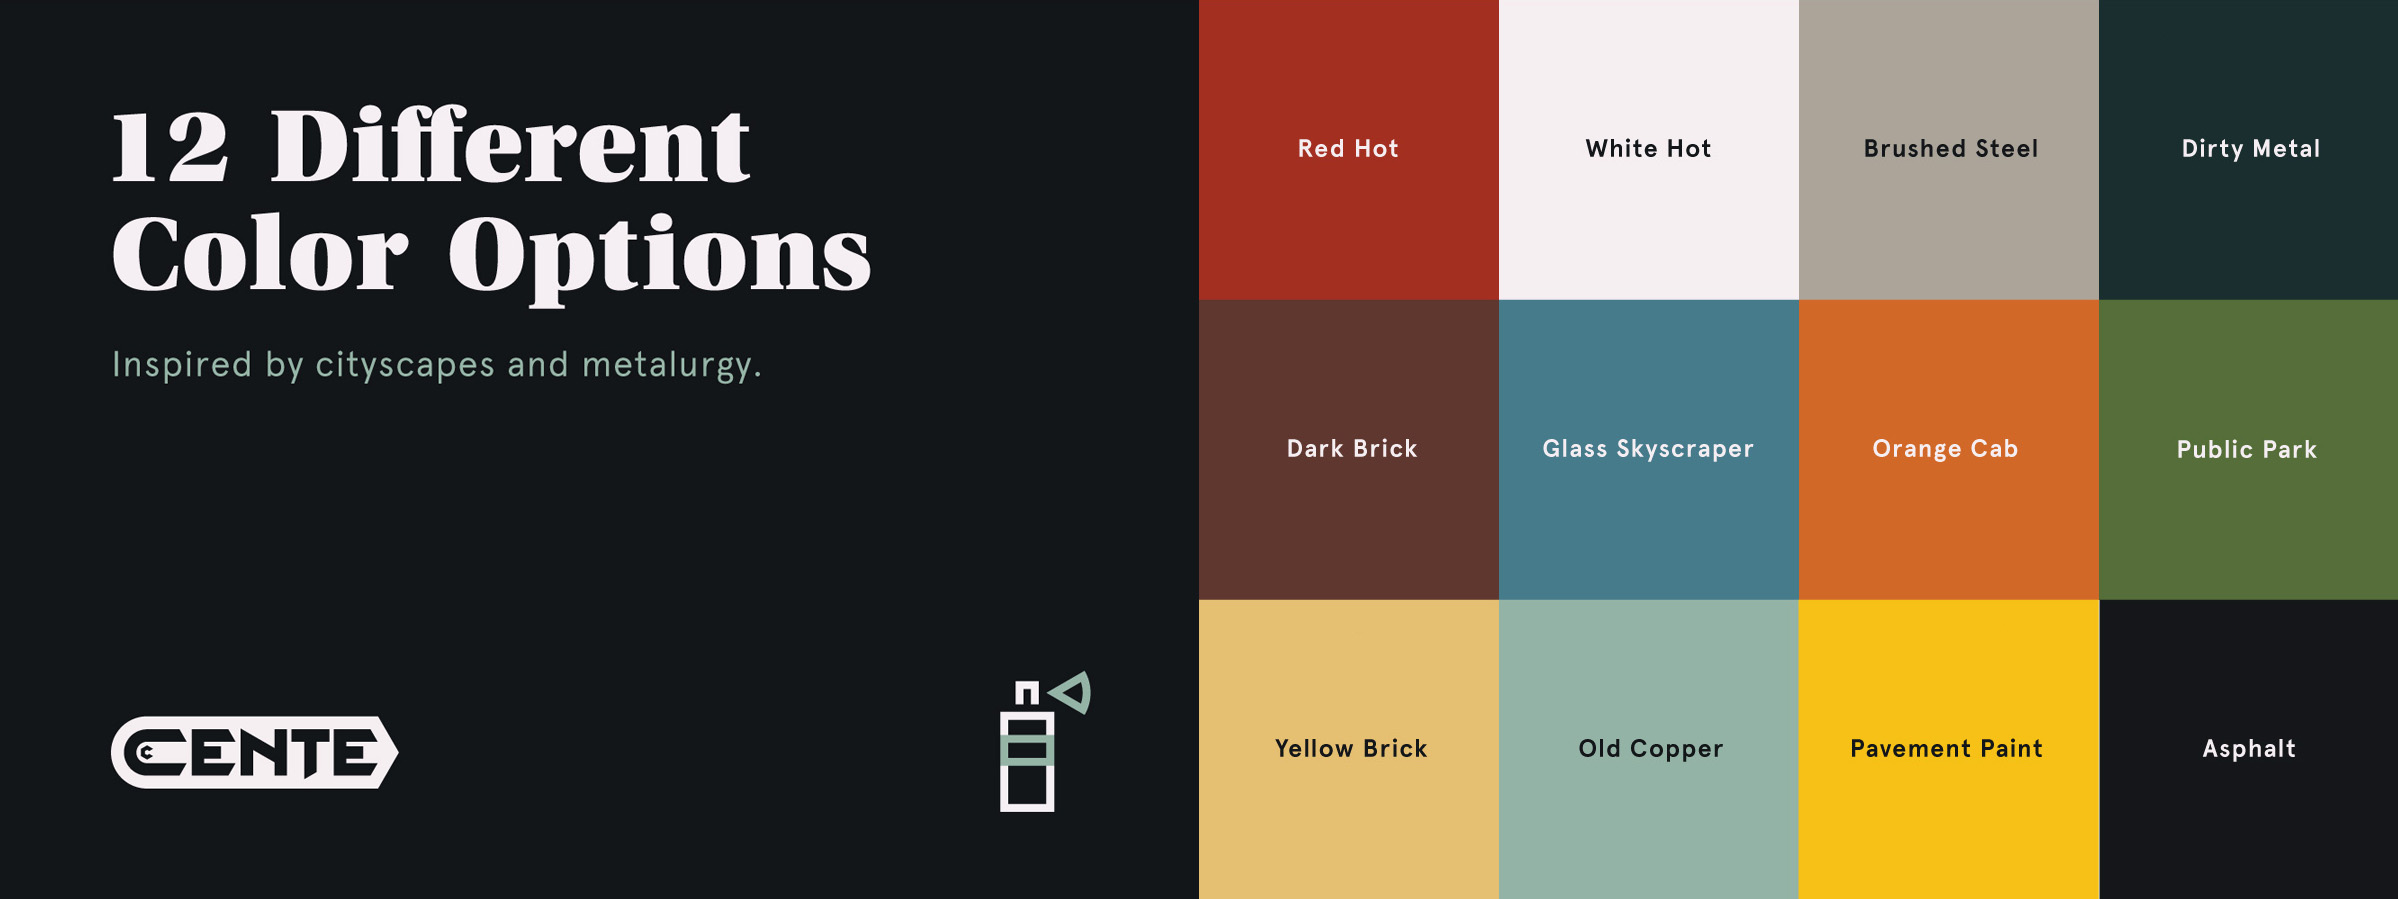 12 Different
Color Options
Inspired by cityscapes and metalurgy.
CENTE
Red Hot
White Hot
Brushed Steel
Dirty Metal
Dark Brick
Glass Skyscraper
Orange Cab
Public Park
Yellow Brick
Old Copper
Pavement Paint
Asphalt